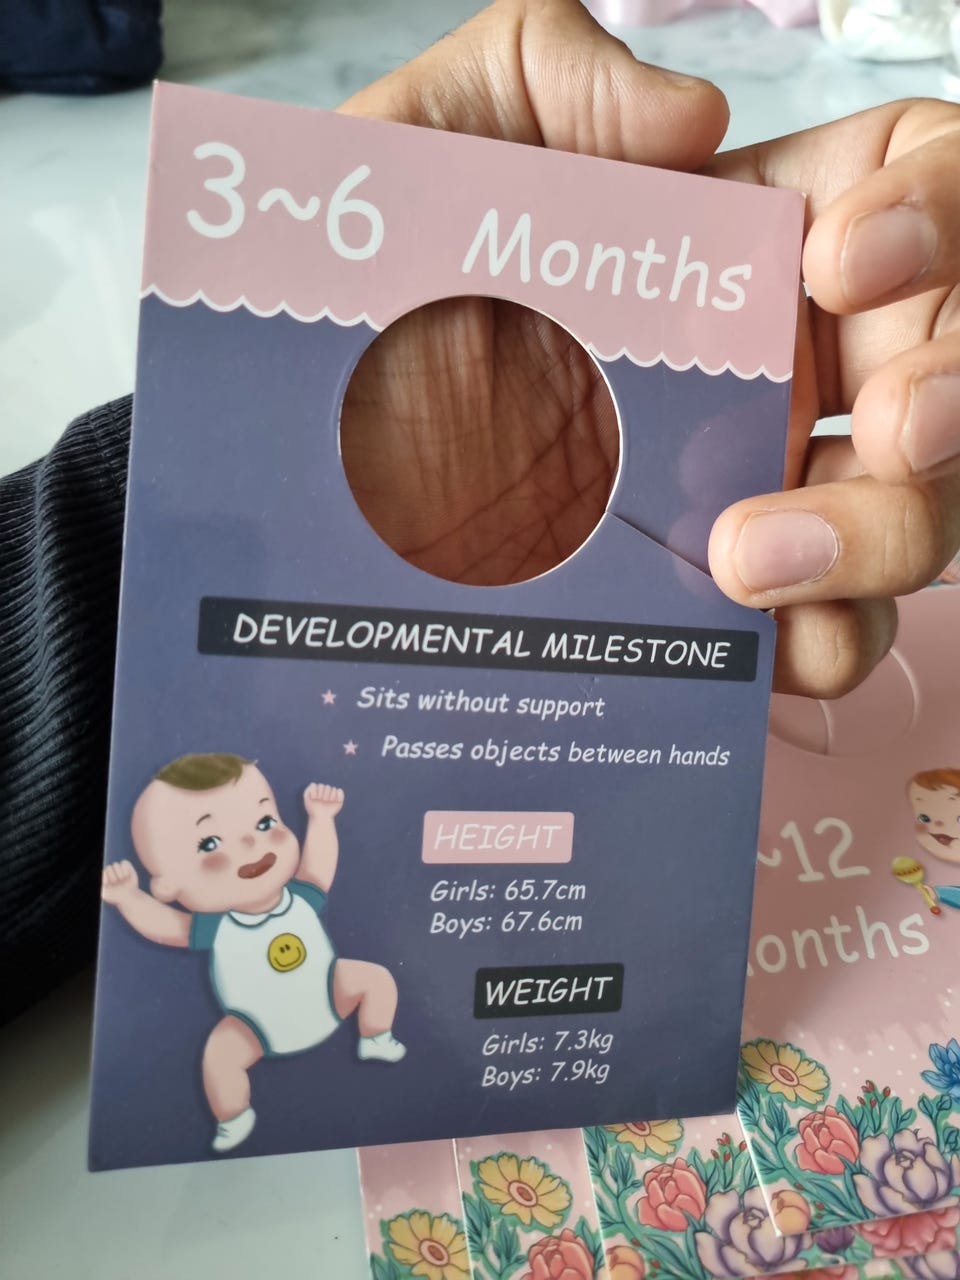 3~6 Months
DEVELOPMENTAL MILESTONE
Sits without support
Passes objects between hands
HEIGHT
Girls: 65.7cm
Boys: 67.6cm
WEIGHT
Girls: 7.3kg
Boys: 7.9kg
~12
onths